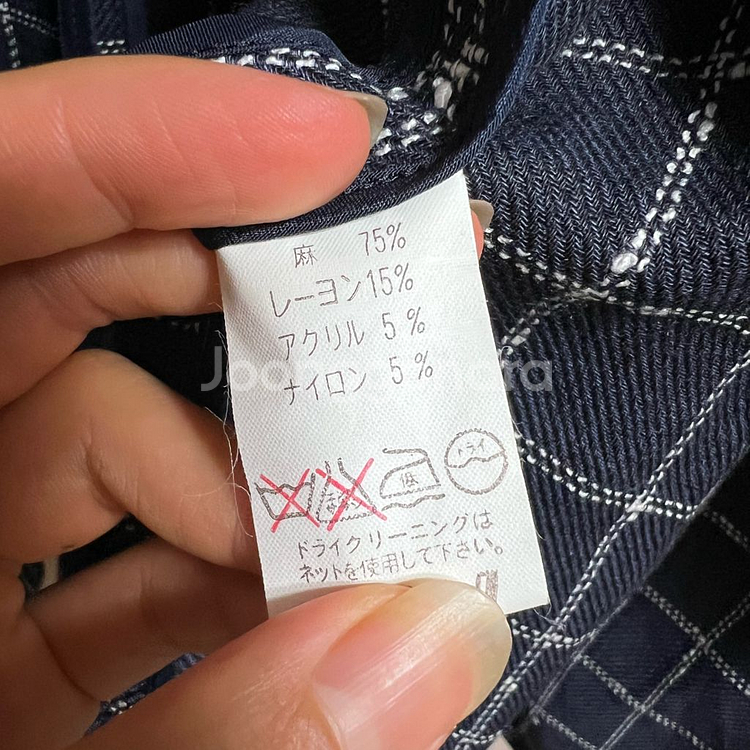 麻 75%
レーヨン15%
アクリル 5%
ナイロン 5%
低
ドライ
ドライクリーニングは
ネットを使用して下さい。